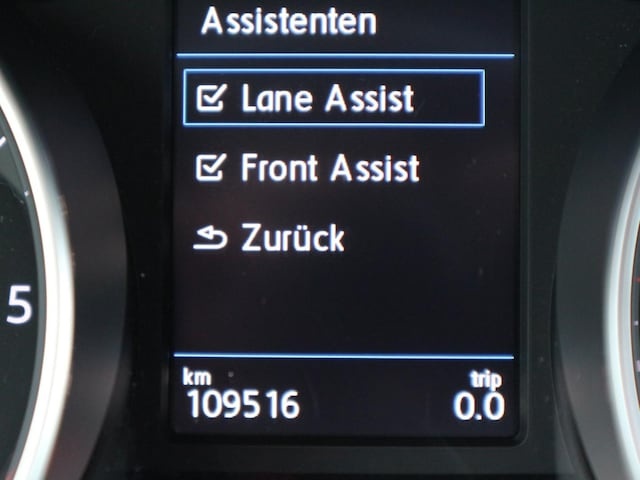 Assistenten
Lane Assist
Front Assist
Zurück
5
km trip
109516 0.0